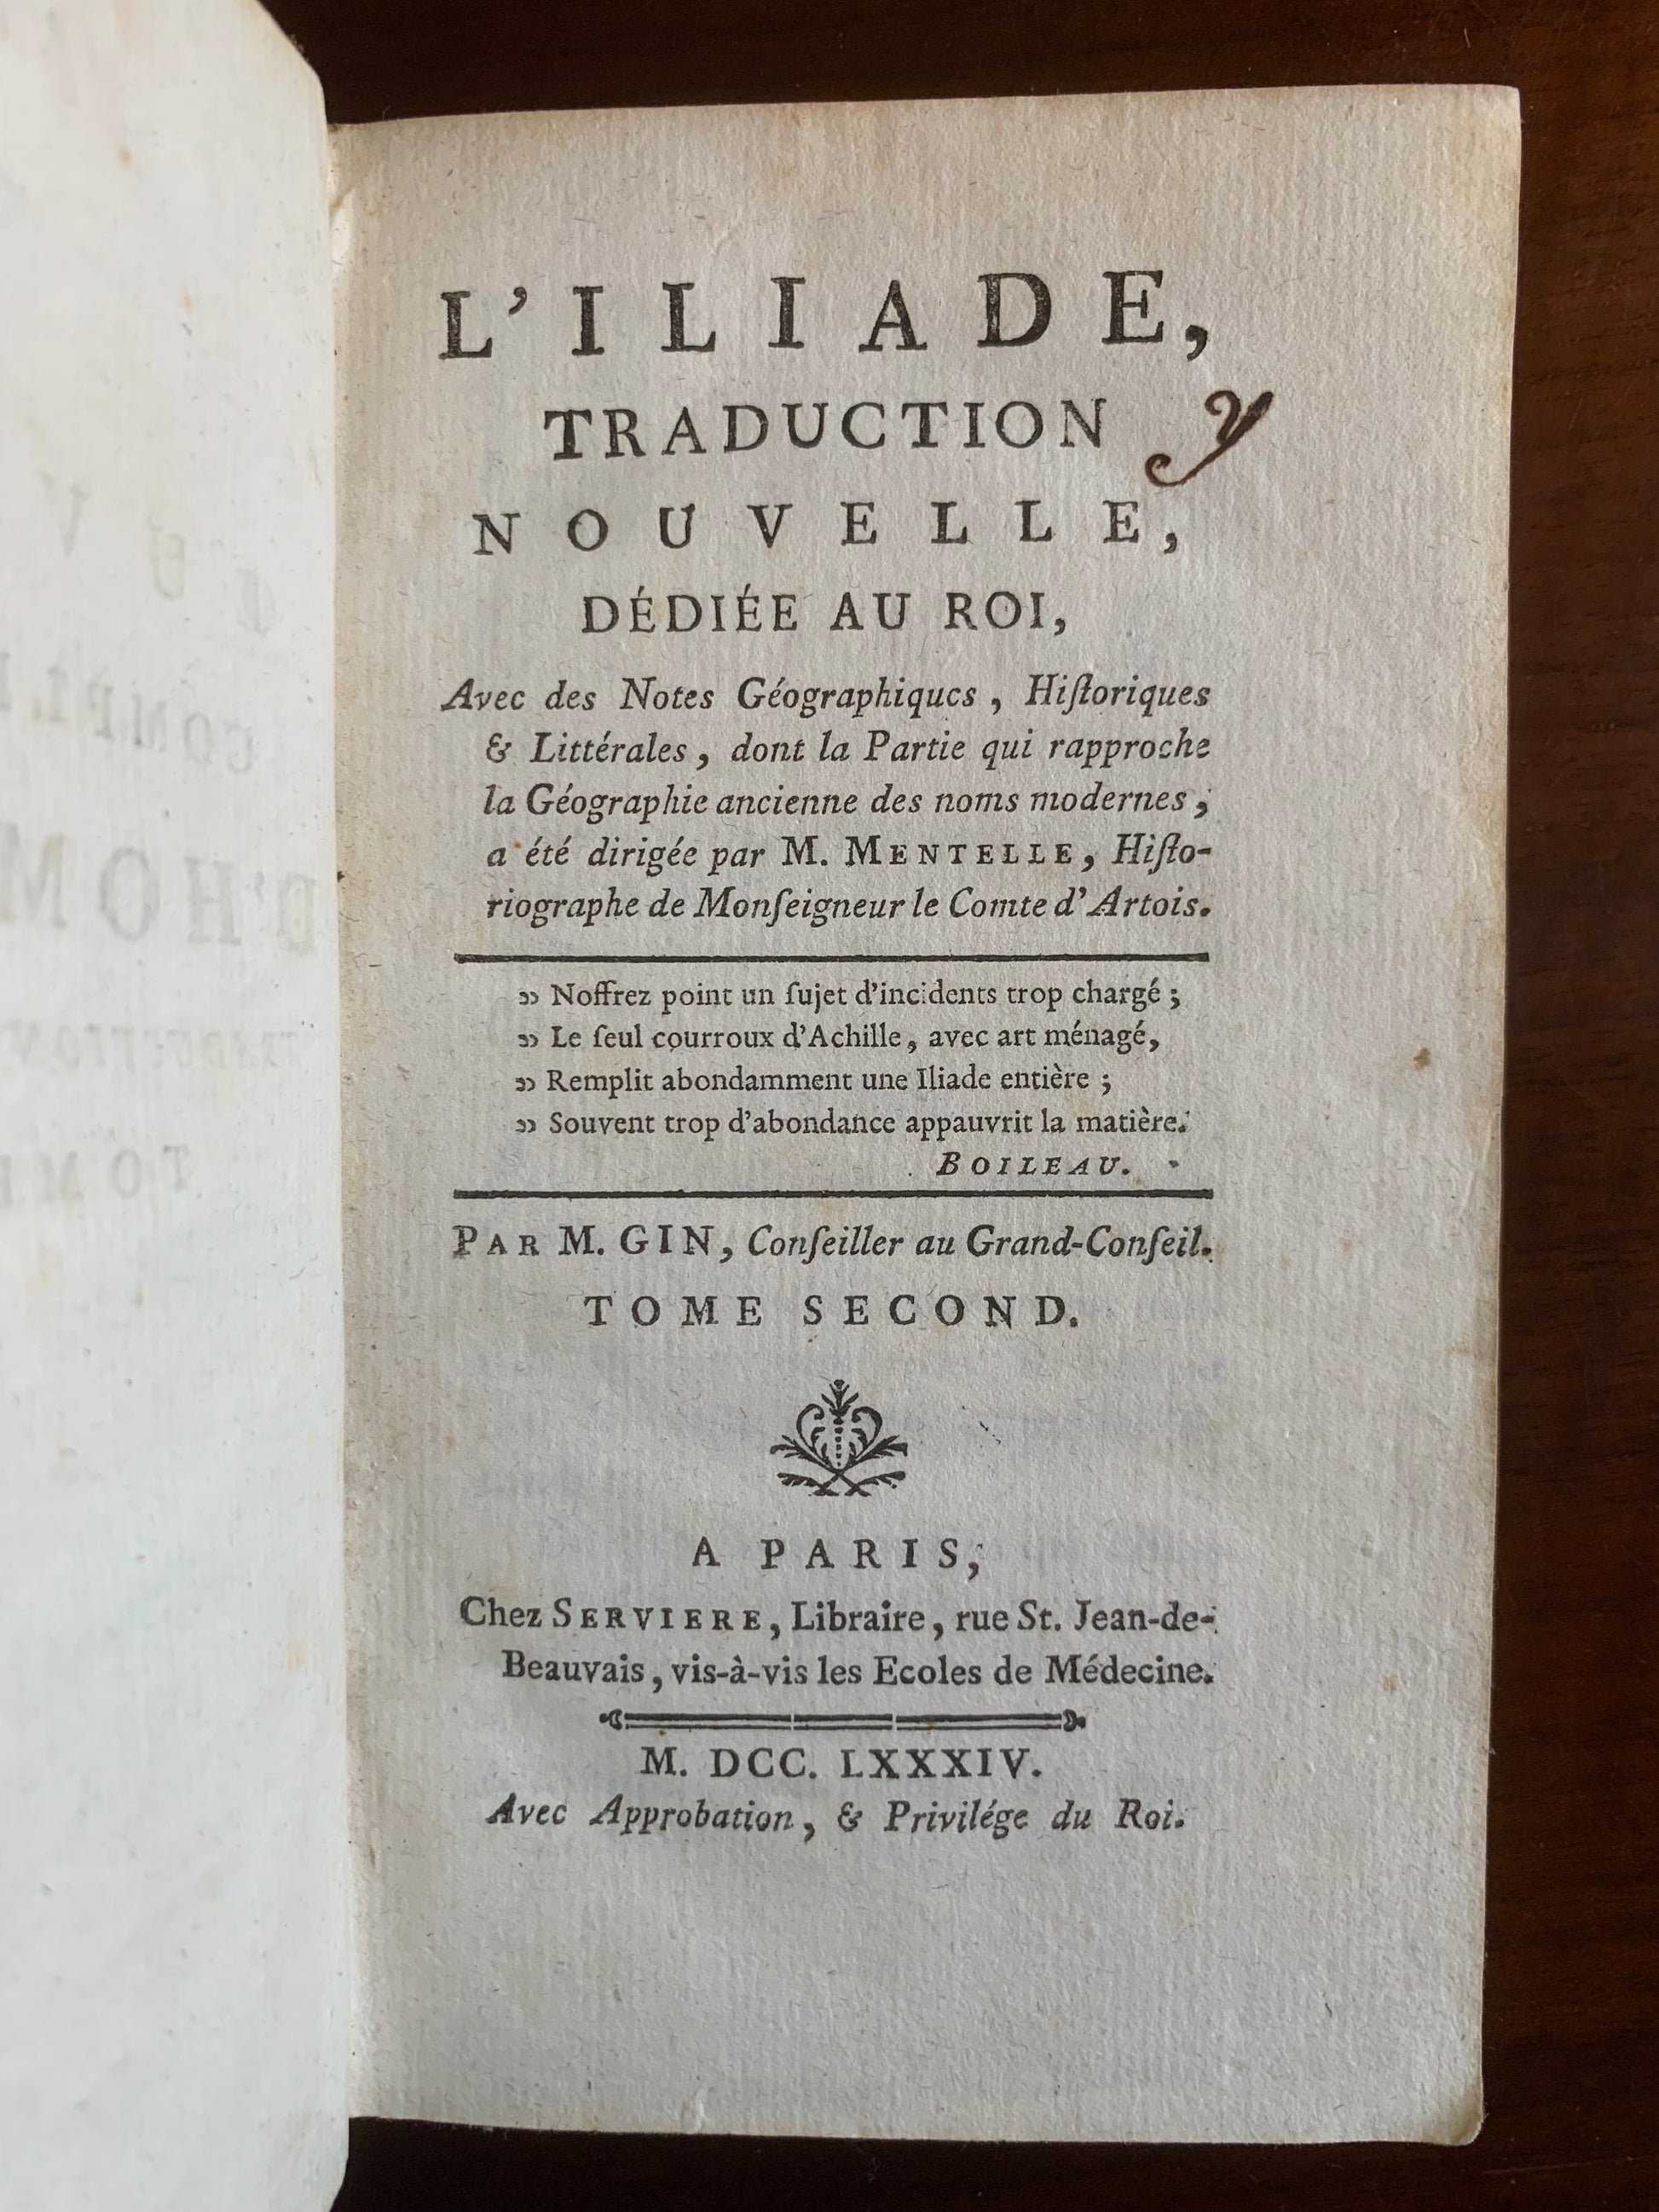 L'ILIADE,
TRADUCTION
NOUVELLE,
DÉDIÉE AU ROI,
Avec des Notes Géographiques, Hiſtoriques
& Littérales, dont la Partie qui rapproche
la Géographie ancienne des noms modernes,
a été dirigée par M. MENTELLE, Hiſto-
riographe de Monſeigneur le Comte d'Artois.
» Noffrez point un ſujet d'incidents trop chargé;
» Le ſeul courroux d'Achille, avec art ménagé,
» Remplit abondamment une Iliade entière;
» Souvent trop d'abondance appauvrit la matière.
BOILEAU.
PAR M. GIN, Conſeiller au Grand-Conſeil.
TOME SECOND.
A PARIS,
Chez SERVIERE, Libraire, rue St. Jean-de-
Beauvais, vis-à-vis les Ecoles de Médecine.
M. DCC. LXXXIV.
Avec Approbation, & Privilége du Roi.